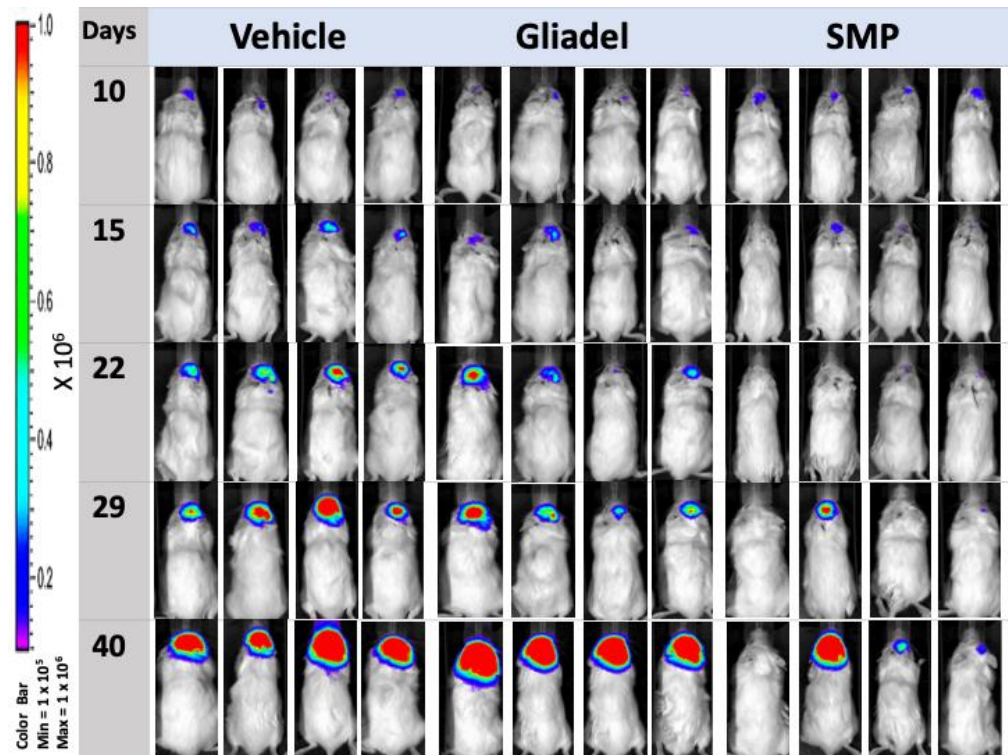 Days Vehicle Gliadel SMP
10
15
22
29
40
1.0
0.8
0.6
0.4
0.2
X 10⁶
Color Bar
Min = 1 x 10⁵
Max = 1 x 10⁶